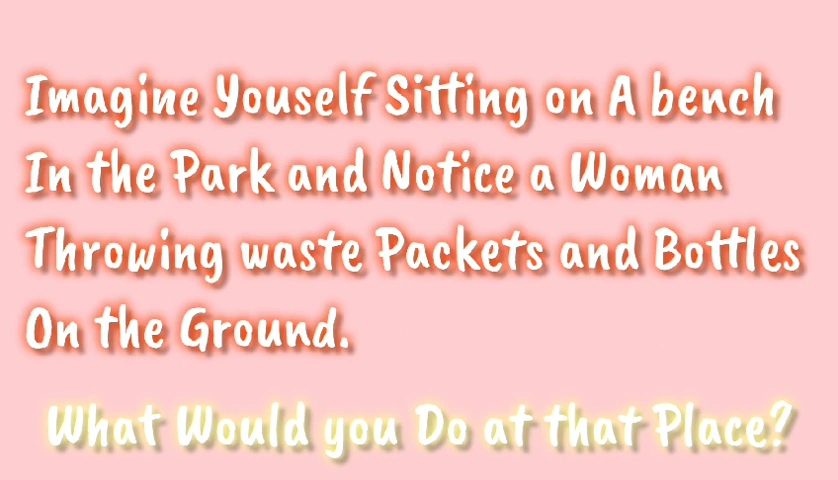 Imagine Youself Sitting on A bench
In the Park and Notice a Woman
Throwing waste Packets and Bottles
On the Ground.
What Would you Do at that Place?